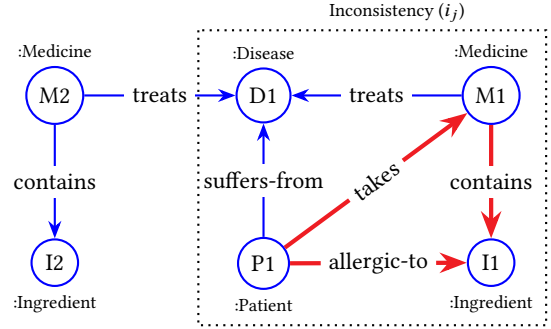 Inconsistency (i_j)
:Medicine
:Disease
:Medicine
M2
treats
D1
treats
M1
contains
suffers-from
takes
contains
I2
P1
allergic-to
I1
:Ingredient
:Patient
:Ingredient